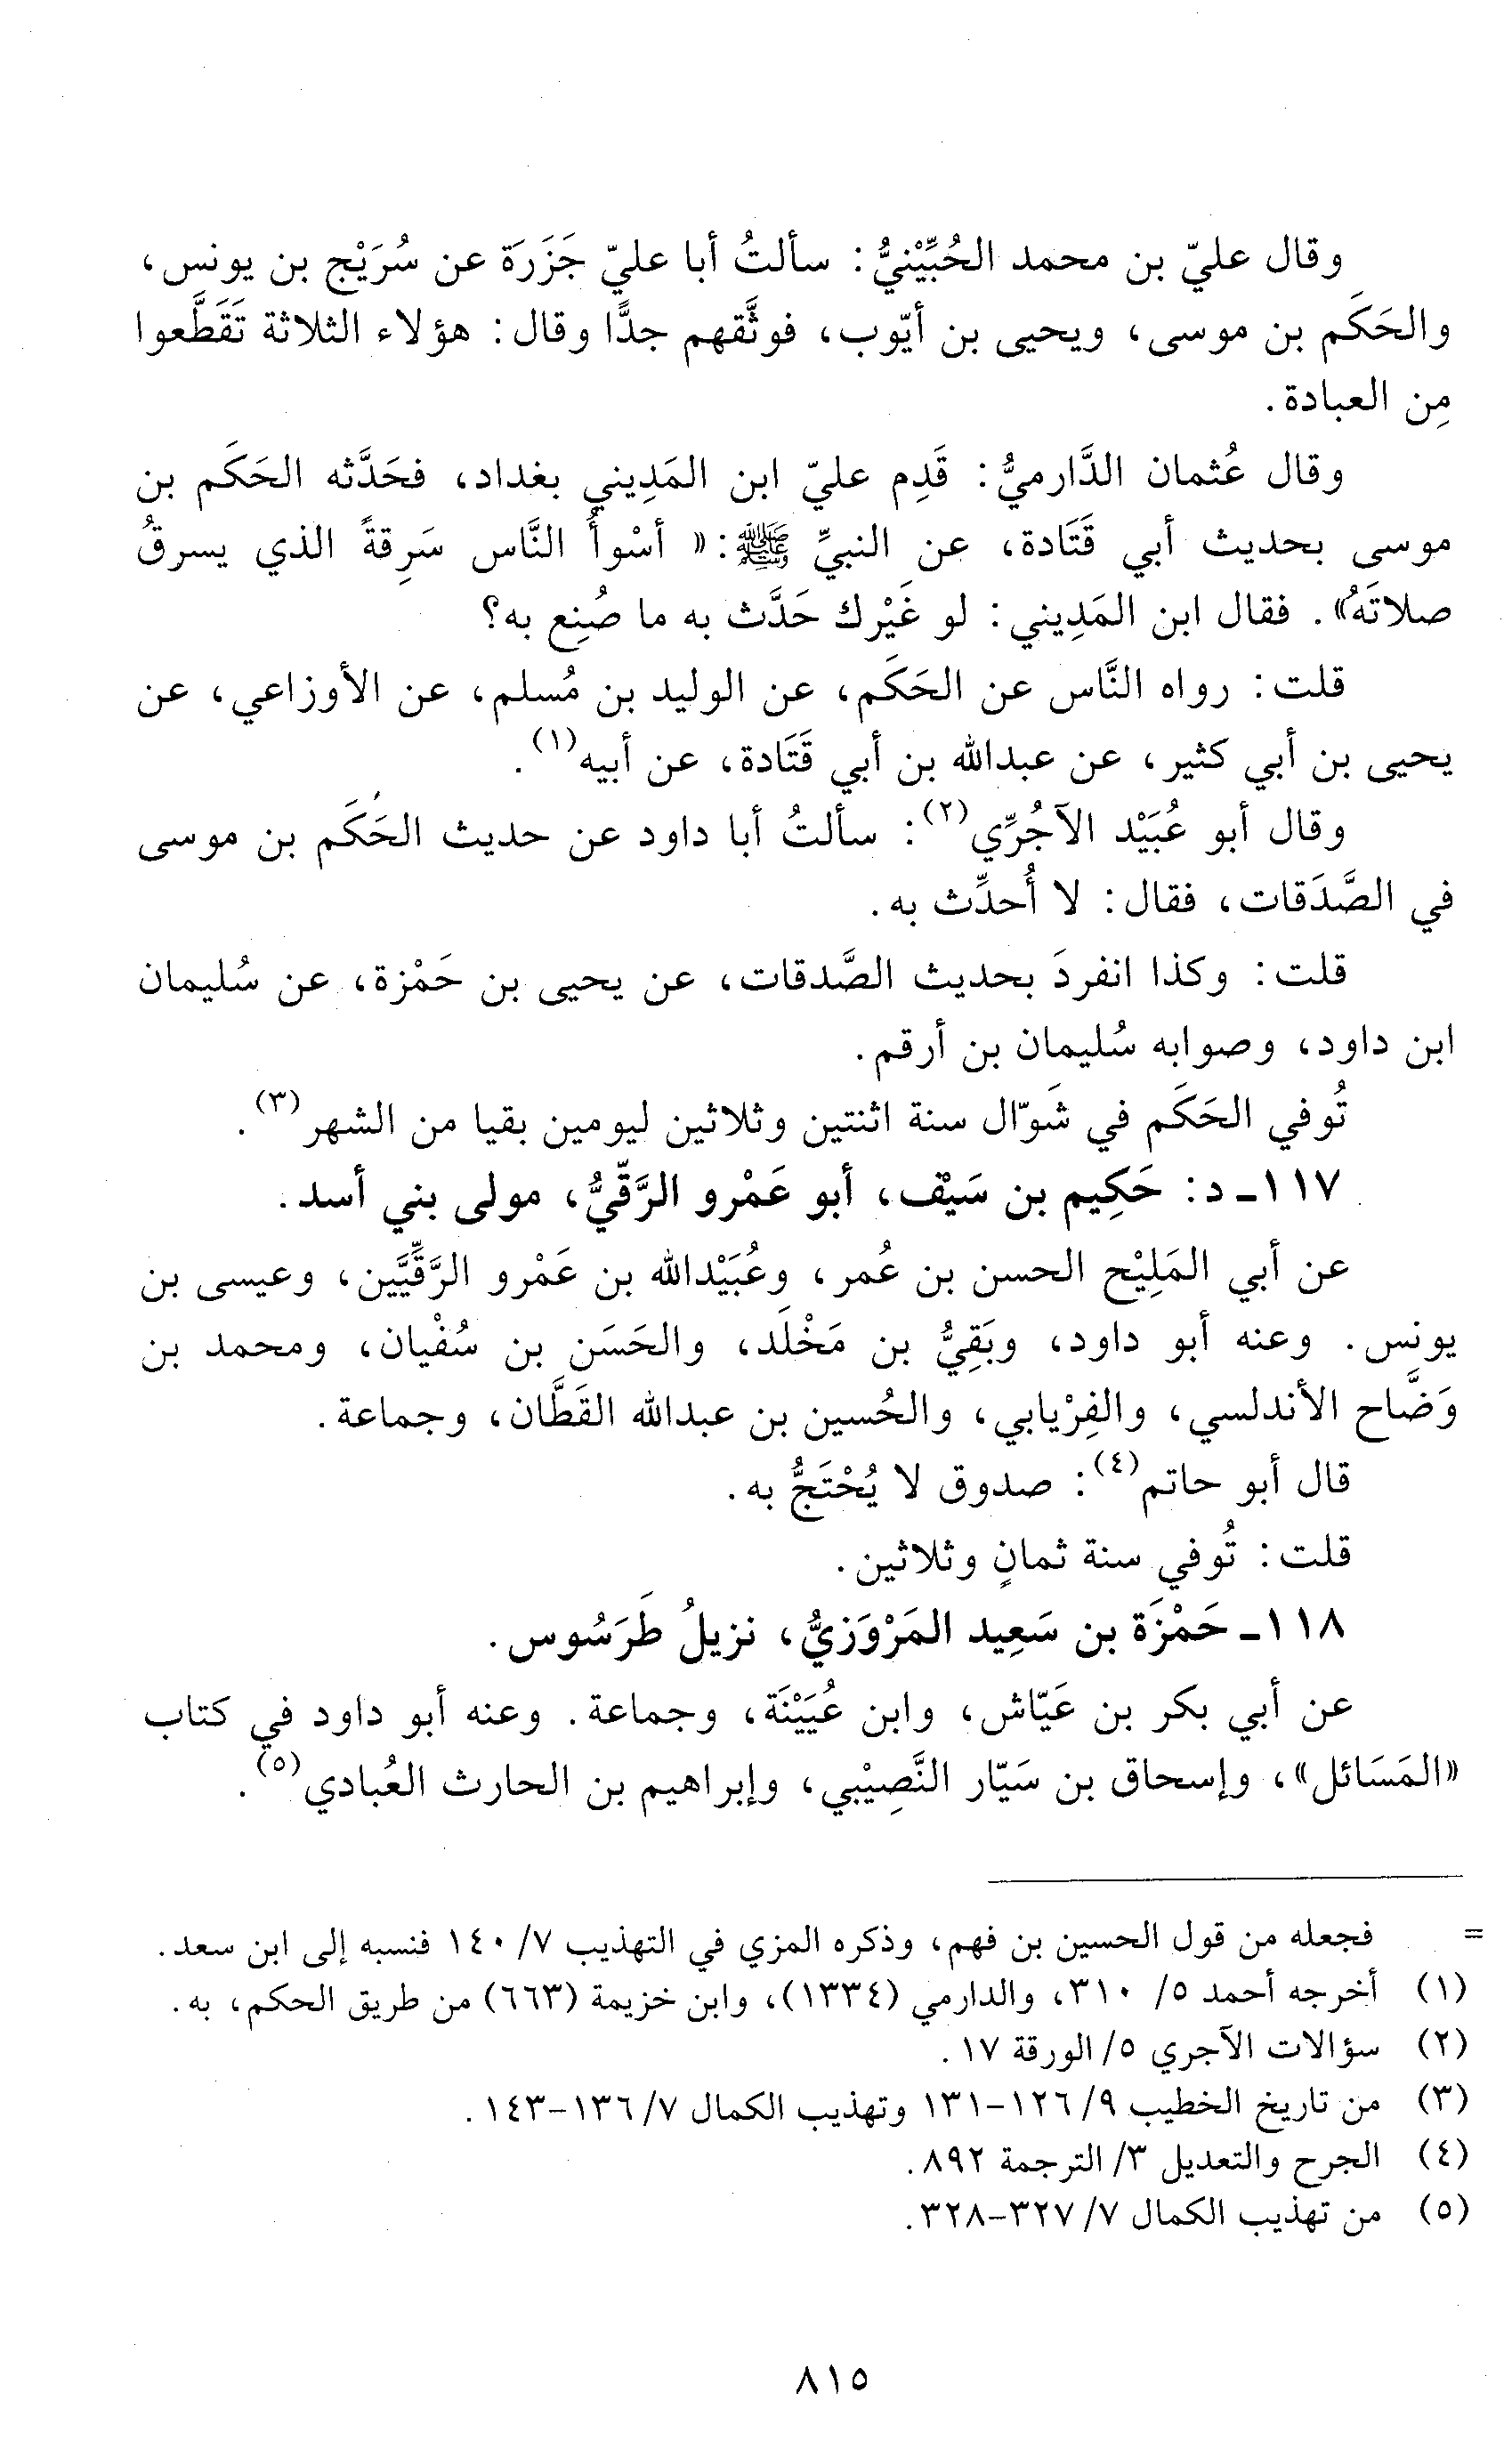 وقال عليّ بن محمد الحُبِّيْنيُّ: سألتُ أبا عليّ جَزَرَة عن سُرَيْج بن يونس،
والحَكَم بن موسى، ويحيى بن أيّوب، فوثَّقهم جدًّا وقال: هؤلاء الثلاثة تَقَطَّعوا
مِن العبادة.
وقال عُثمان الدَّارميُّ: قَدِم عليّ ابن المَدِيني بغداد، فحَدَّثه الحَكَم بن
موسى بحديث أبي قَتَادة، عن النبيِّ ﷺ: «أسْوأُ النَّاس سَرِقةً الذي يسرقُ
صلاتَهُ». فقال ابن المَدِيني: لو غَيْرك حَدَّث به ما صُنِع به؟
قلت: رواه النَّاس عن الحَكَم، عن الوليد بن مُسلم، عن الأوزاعي، عن
يحيى بن أبي كثير، عن عبدالله بن أبي قَتَادة، عن أبيه(١).
وقال أبو عُبَيْد الآجُرِّي(٢): سألتُ أبا داود عن حديث الحَكَم بن موسى
في الصَّدَقات، فقال: لا أُحدِّث به.
قلت: وكذا انفردَ بحديث الصَّدقات، عن يحيى بن حَمْزة، عن سُليمان
ابن داود، وصوابه سُليمان بن أرقم.
تُوفي الحَكَم في شَوّال سنة اثنتين وثلاثين ليومين بقيا من الشهر(٣).
١١٧ـ د: حَكِيم بن سَيْف، أبو عَمْرو الرَّقّيُّ، مولى بني أسد.
عن أبي المَلِيْح الحسن بن عُمر، وعُبَيْدالله بن عَمْرو الرَّقِّيَّين، وعيسى بن
يونس. وعنه أبو داود، وبَقِيُّ بن مَخْلَد، والحَسَن بن سُفْيان، ومحمد بن
وَضَّاح الأندلسي، والفِرْيابي، والحُسين بن عبدالله القَطَّان، وجماعة.
قال أبو حاتم(٤): صدوق لا يُحْتَجُّ به.
قلت: تُوفي سنة ثمانٍ وثلاثين.
١١٨ـ حَمْزَة بن سَعِيد المَرْوَزيُّ، نزيلُ طَرَسُوس.
عن أبي بكر بن عَيّاش، وابن عُيَيْنَة، وجماعة. وعنه أبو داود في كتاب
«المَسَائل»، وإسحاق بن سَيّار النَّصِيْبي، وإبراهيم بن الحارث العُبادي(٥).
= فجعله من قول الحسين بن فهم، وذكره المزي في التهذيب ٧/ ١٤٠ فنسبه إلى ابن سعد.
(١) أخرجه أحمد ٥/ ٣١٠، والدارمي (١٣٣٤)، وابن خزيمة (٦٦٣) من طريق الحكم، به.
(٢) سؤالات الآجري ٥/ الورقة ١٧.
(٣) من تاريخ الخطيب ٩/ ١٢٦-١٣١ وتهذيب الكمال ٧/ ١٣٦-١٤٣.
(٤) الجرح والتعديل ٣/ الترجمة ٨٩٢.
(٥) من تهذيب الكمال ٧/ ٣٢٧-٣٢٨.
٨١٥